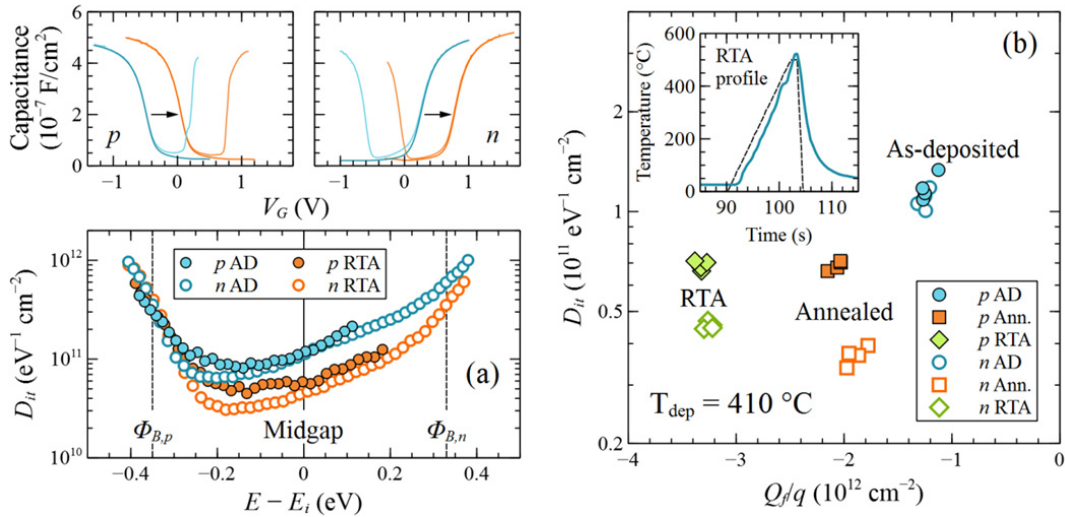 Capacitance
(10⁻⁷ F/cm²)
6
4
2
0
p
n
−1
0
1
−1
0
1
V_G (V)
D_it (eV⁻¹ cm⁻²)
10¹²
10¹¹
10¹⁰
p AD
p RTA
n AD
n RTA
(a)
Φ_B,p
Midgap
Φ_B,n
−0.4
−0.2
0.0
0.2
0.4
E − E_i (eV)
(b)
D_it (10¹¹ eV⁻¹ cm⁻²)
2
1
0.5
0.2
Temperature (°C)
600
400
200
0
RTA
profile
90
100
110
Time (s)
As-deposited
RTA
Annealed
T_dep = 410 °C
p AD
p Ann.
p RTA
n AD
n Ann.
n RTA
−4
−3
−2
−1
0
Q_f/q (10¹² cm⁻²)